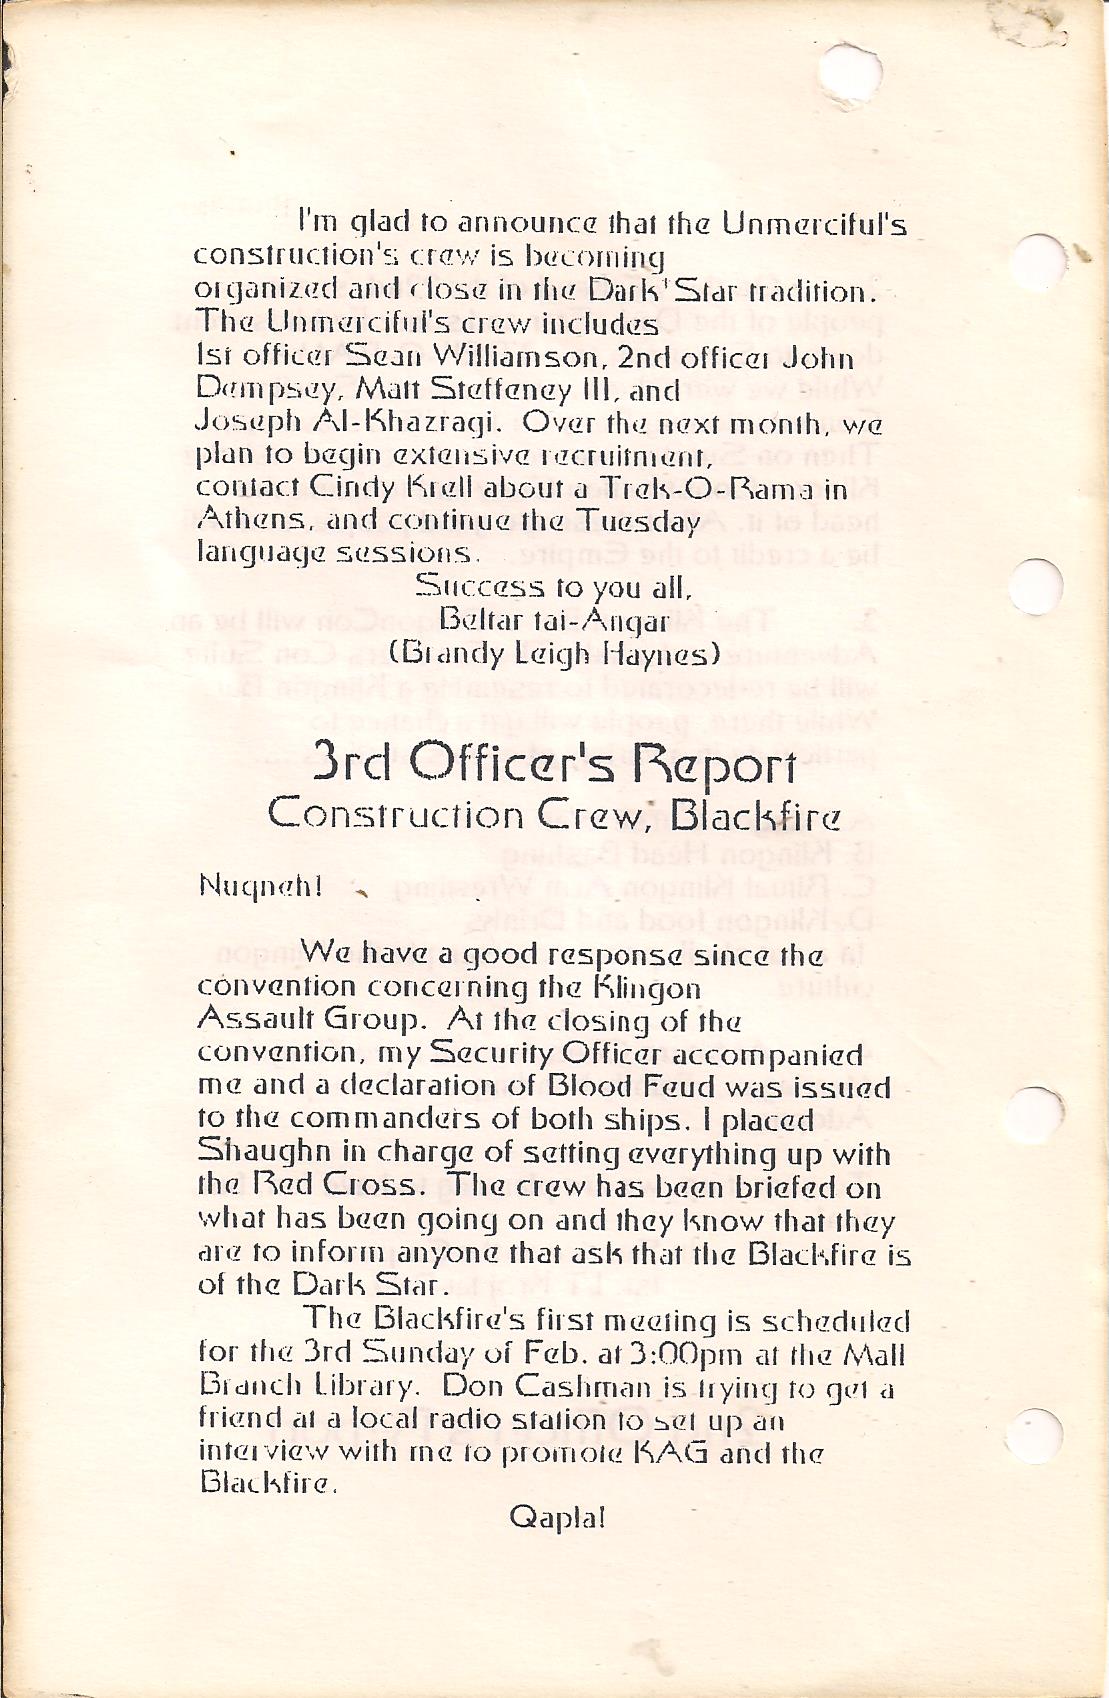 I'm glad to announce that the Unmerciful's
construction's crew is becoming
organized and close in the Dark Star tradition.
The Unmerciful's crew includes
1st officer Sean Williamson, 2nd officer John
Dempsey, Matt Steffeney III, and
Joseph Al-Khazragi. Over the next month, we
plan to begin extensive recruitment,
contact Cindy Krell about a Trek-O-Rama in
Athens, and continue the Tuesday
language sessions.
Success to you all,
Beltar tai-Angar
(Brandy Leigh Haynes)
3rd Officer's Report
Construction Crew, Blackfire
Nuqneh!
We have a good response since the
convention concerning the Klingon
Assault Group. At the closing of the
convention, my Security Officer accompanied
me and a declaration of Blood Feud was issued
to the commanders of both ships. I placed
Shaughn in charge of setting everything up with
the Red Cross. The crew has been briefed on
what has been going on and they know that they
are to inform anyone that ask that the Blackfire is
of the Dark Star.
The Blackfire's first meeting is scheduled
for the 3rd Sunday of Feb. at 3:00pm at the Mall
Branch Library. Don Cashman is trying to get a
friend at a local radio station to set up an
interview with me to promote KAG and the
Blackfire.
Qapla!